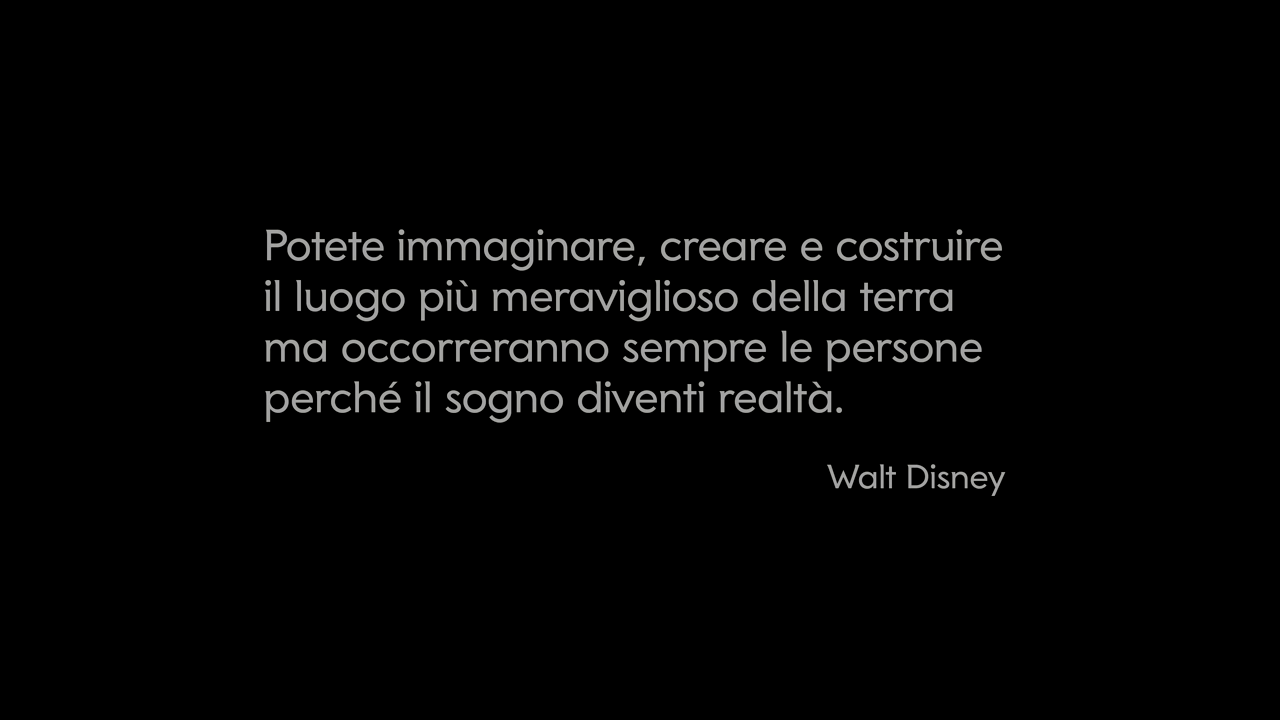 Potete immaginare, creare e costruire
il luogo più meraviglioso della terra
ma occorreranno sempre le persone
perché il sogno diventi realtà.
Walt Disney